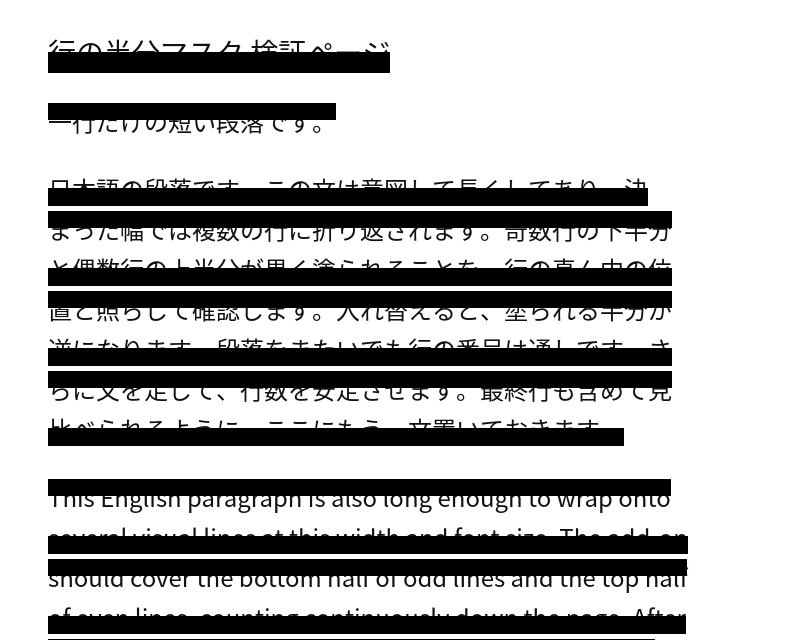 行の半分マスク 検証ページ
一行だけの短い段落です。
日本語の段落です。この文は意図して長くしてあり、決
まった幅では複数の行に折り返されます。奇数行の下半分
と偶数行の上半分が黒く塗られることを、行の真ん中の位
置と照らして確認します。入れ替えると、塗られる半分が
逆になります。段落をまたいでも行の番号は通しです。さ
らに文を足して、行数を安定させます。最終行も含めて見
比べられるように、ここにもう一文置いておきます。
This English paragraph is also long enough to wrap onto
several visual lines at this width and font size. The add-on
should cover the bottom half of odd lines and the top half
of even lines, counting continuously down the page. After